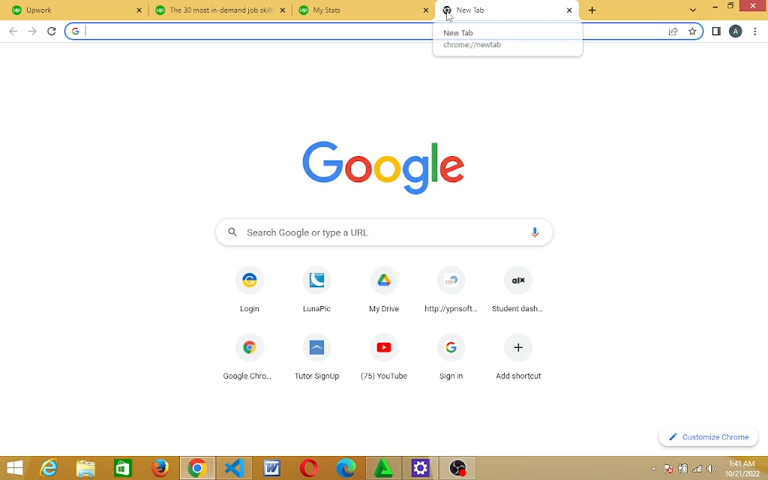 Upwork
The 30 most in-demand job skills
My Stats
New Tab
New Tab
chrome://newtab
A
Google
Search Google or type a URL
Login
LunaPic
My Drive
http://ypnsoft...
alx
Student dash...
Google Chro...
Tutor SignUp
(75) YouTube
Sign in
Add shortcut
Customize Chrome
1:41 AM
10/21/2022